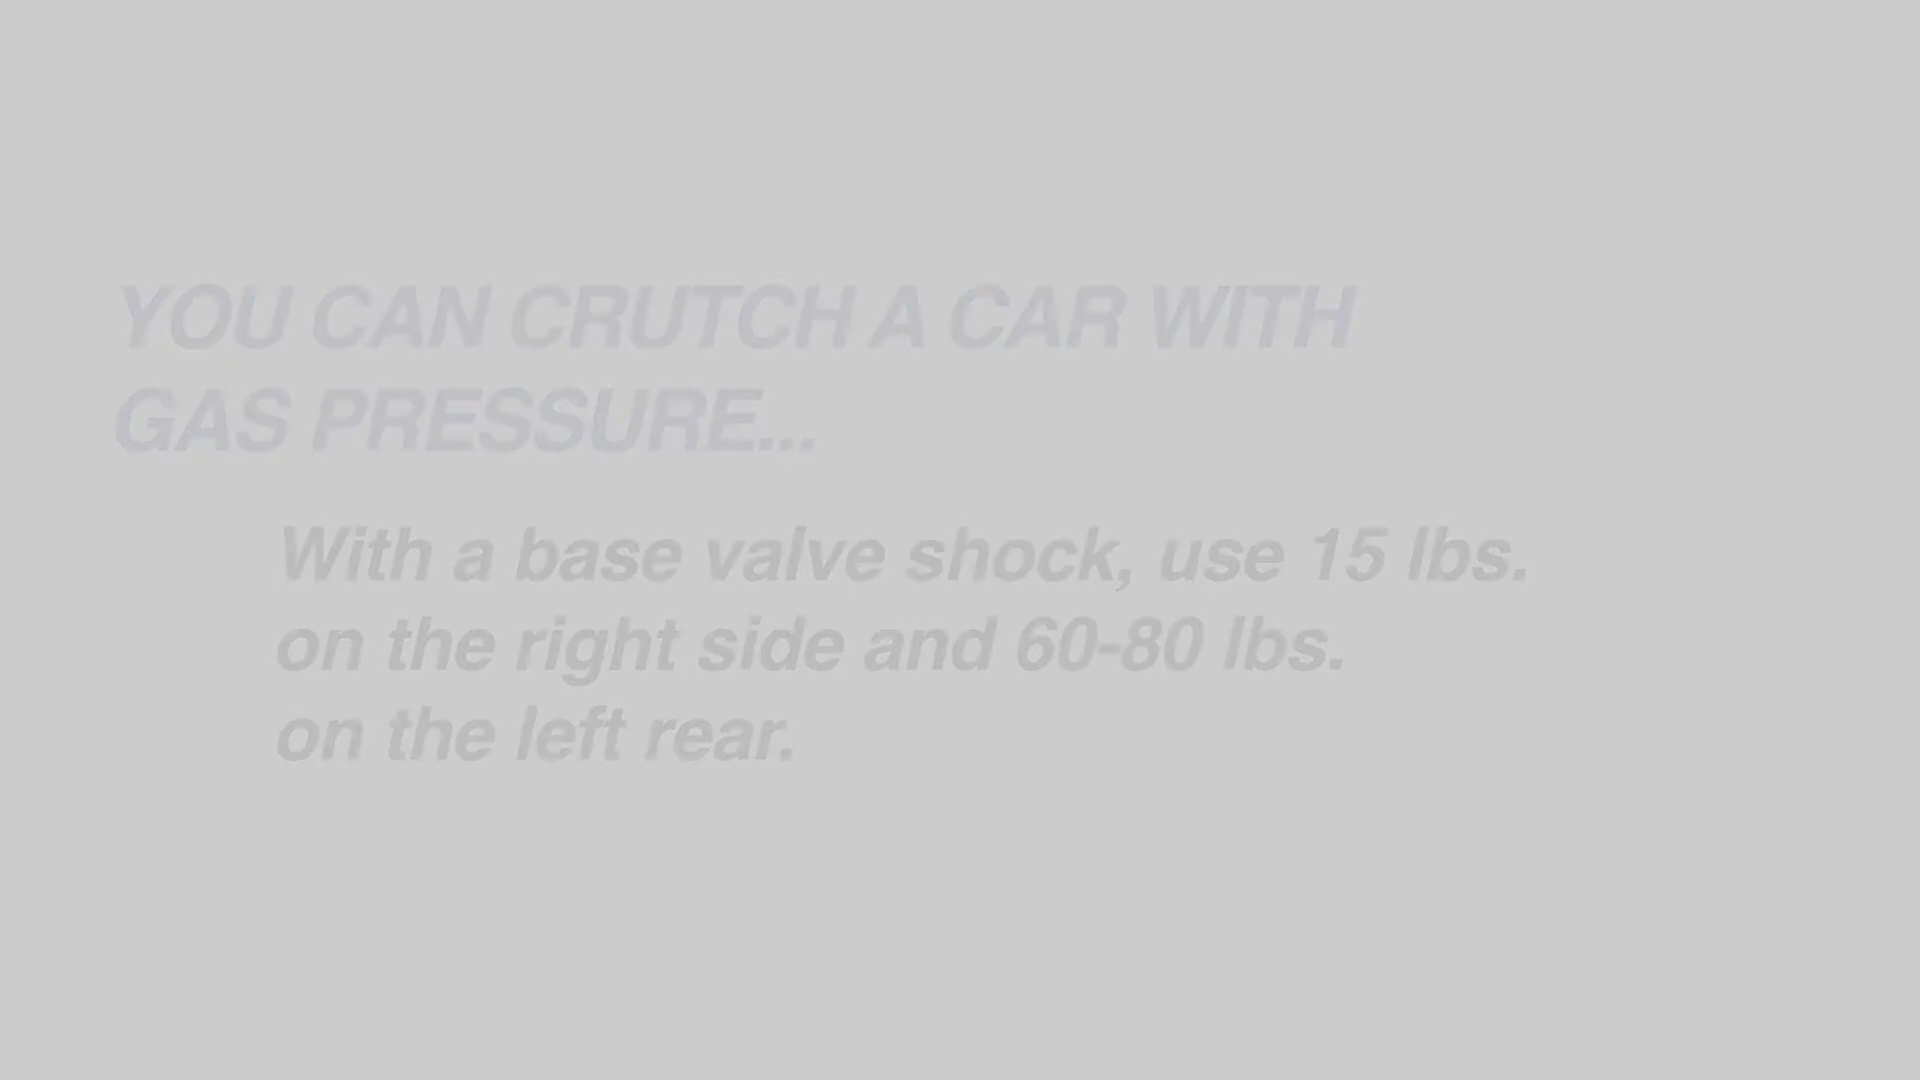 YOU CAN CRUTCH A CAR WITH
GAS PRESSURE...
With a base valve shock, use 15 lbs.
on the right side and 60-80 lbs.
on the left rear.